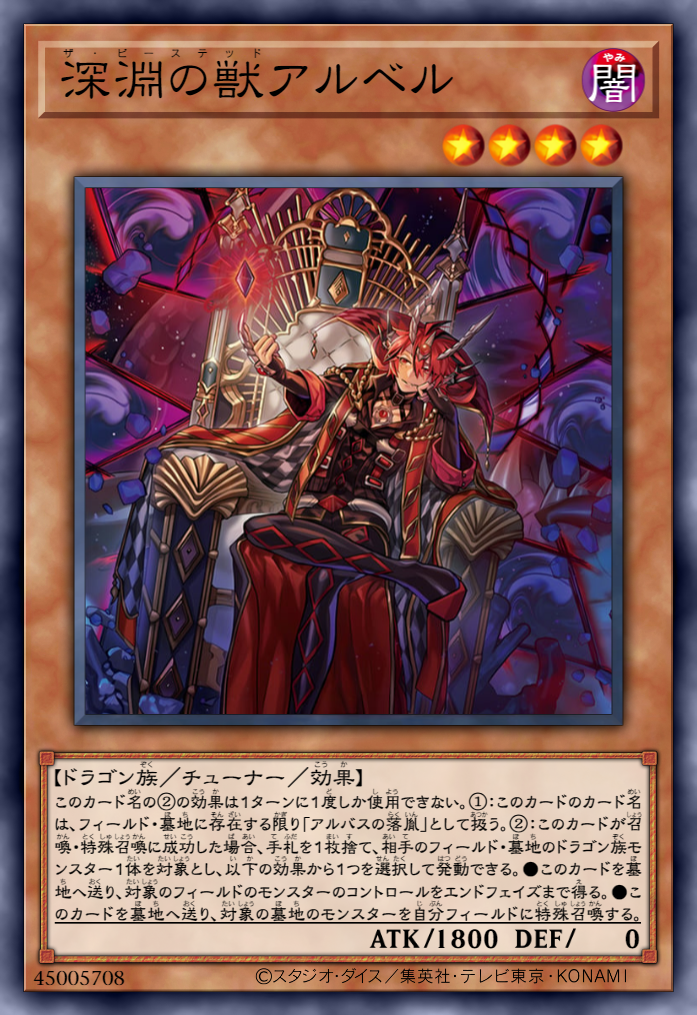 ザ・ビーステッド
深淵の獣アルベル
やみ
闇
【ドラゴン族／チューナー／効果】
このカード名の②の効果は1ターンに1度しか使用できない。①：このカードのカード名
は、フィールド・墓地に存在する限り「アルバスの落胤」として扱う。②：このカードが召
喚・特殊召喚に成功した場合、手札を1枚捨て、相手のフィールド・墓地のドラゴン族モ
ンスター1体を対象とし、以下の効果から1つを選択して発動できる。●このカードを墓
地へ送り、対象のフィールドのモンスターのコントロールをエンドフェイズまで得る。●こ
のカードを墓地へ送り、対象の墓地のモンスターを自分フィールドに特殊召喚する。
ATK/1800 DEF/ 0
45005708
©スタジオ・ダイス／集英社・テレビ東京・KONAMI